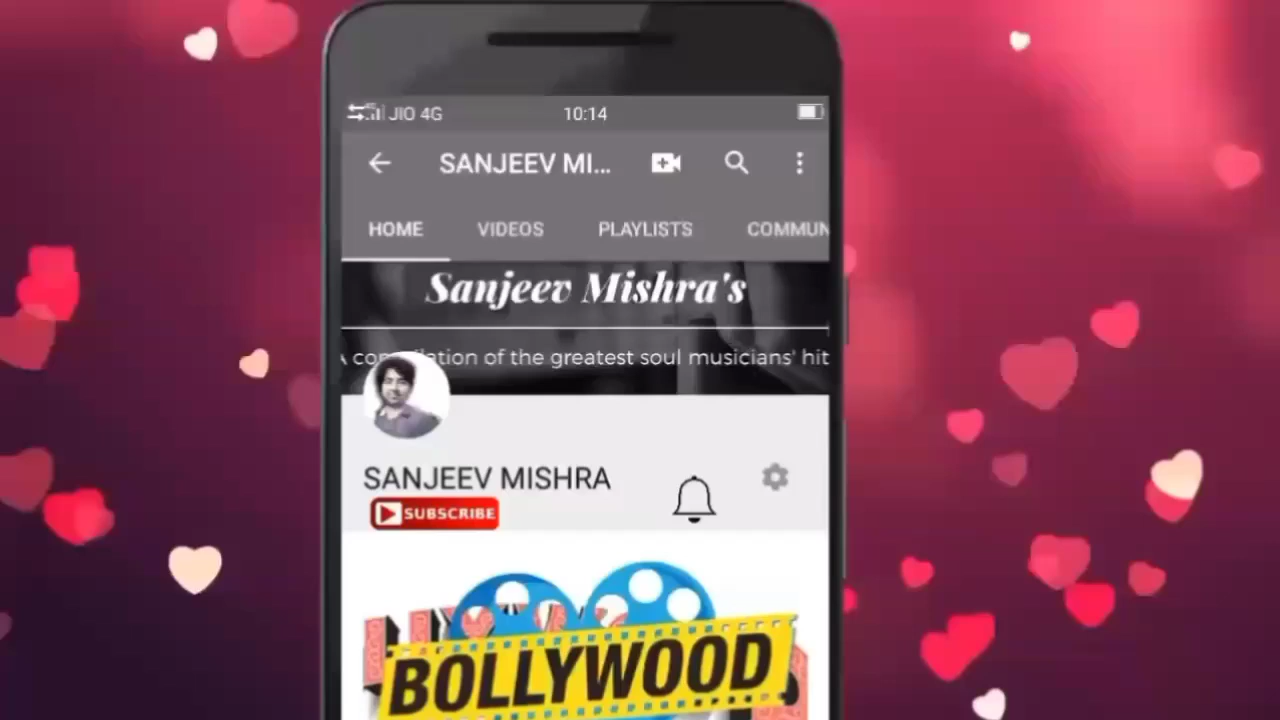 JIO 4G 10:14
SANJEEV MI...
HOME VIDEOS PLAYLISTS COMMUN
Sanjeev Mishra's
of the greatest soul musicians' hit
SANJEEV MISHRA
SUBSCRIBE
BOLLYWOOD